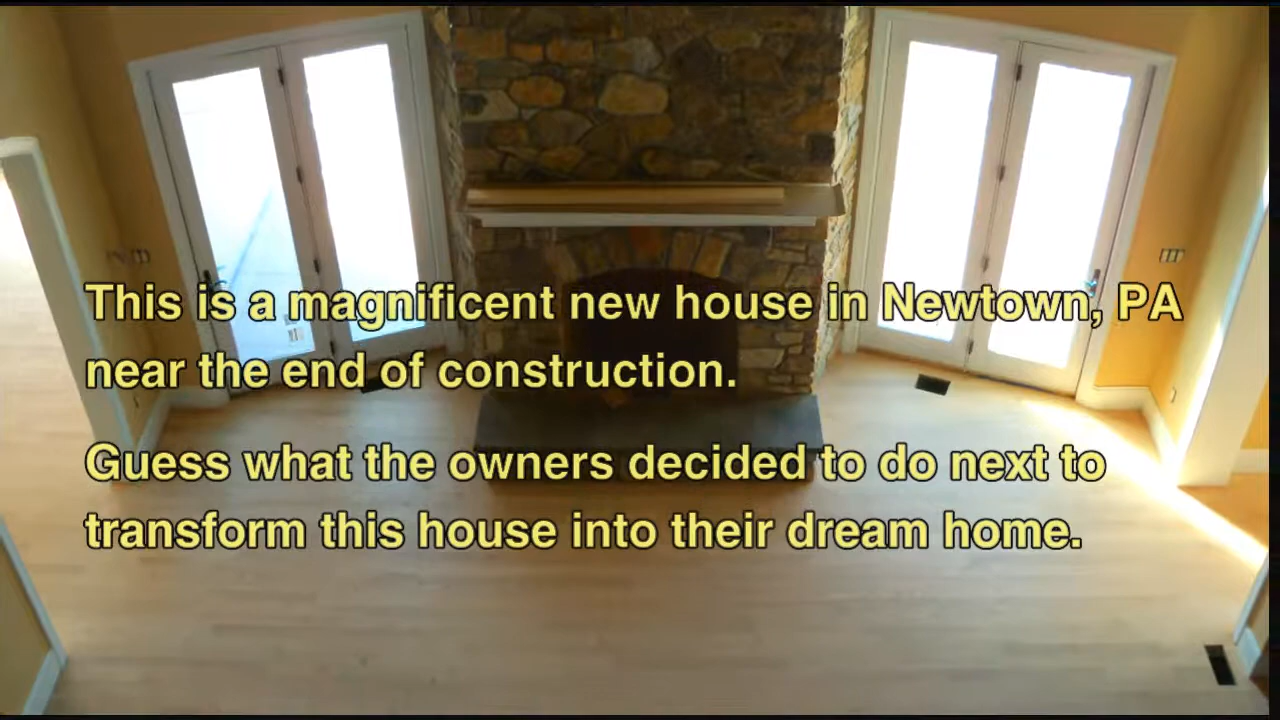 This is a magnificent new house in Newtown, PA
near the end of construction.
Guess what the owners decided to do next to
transform this house into their dream home.